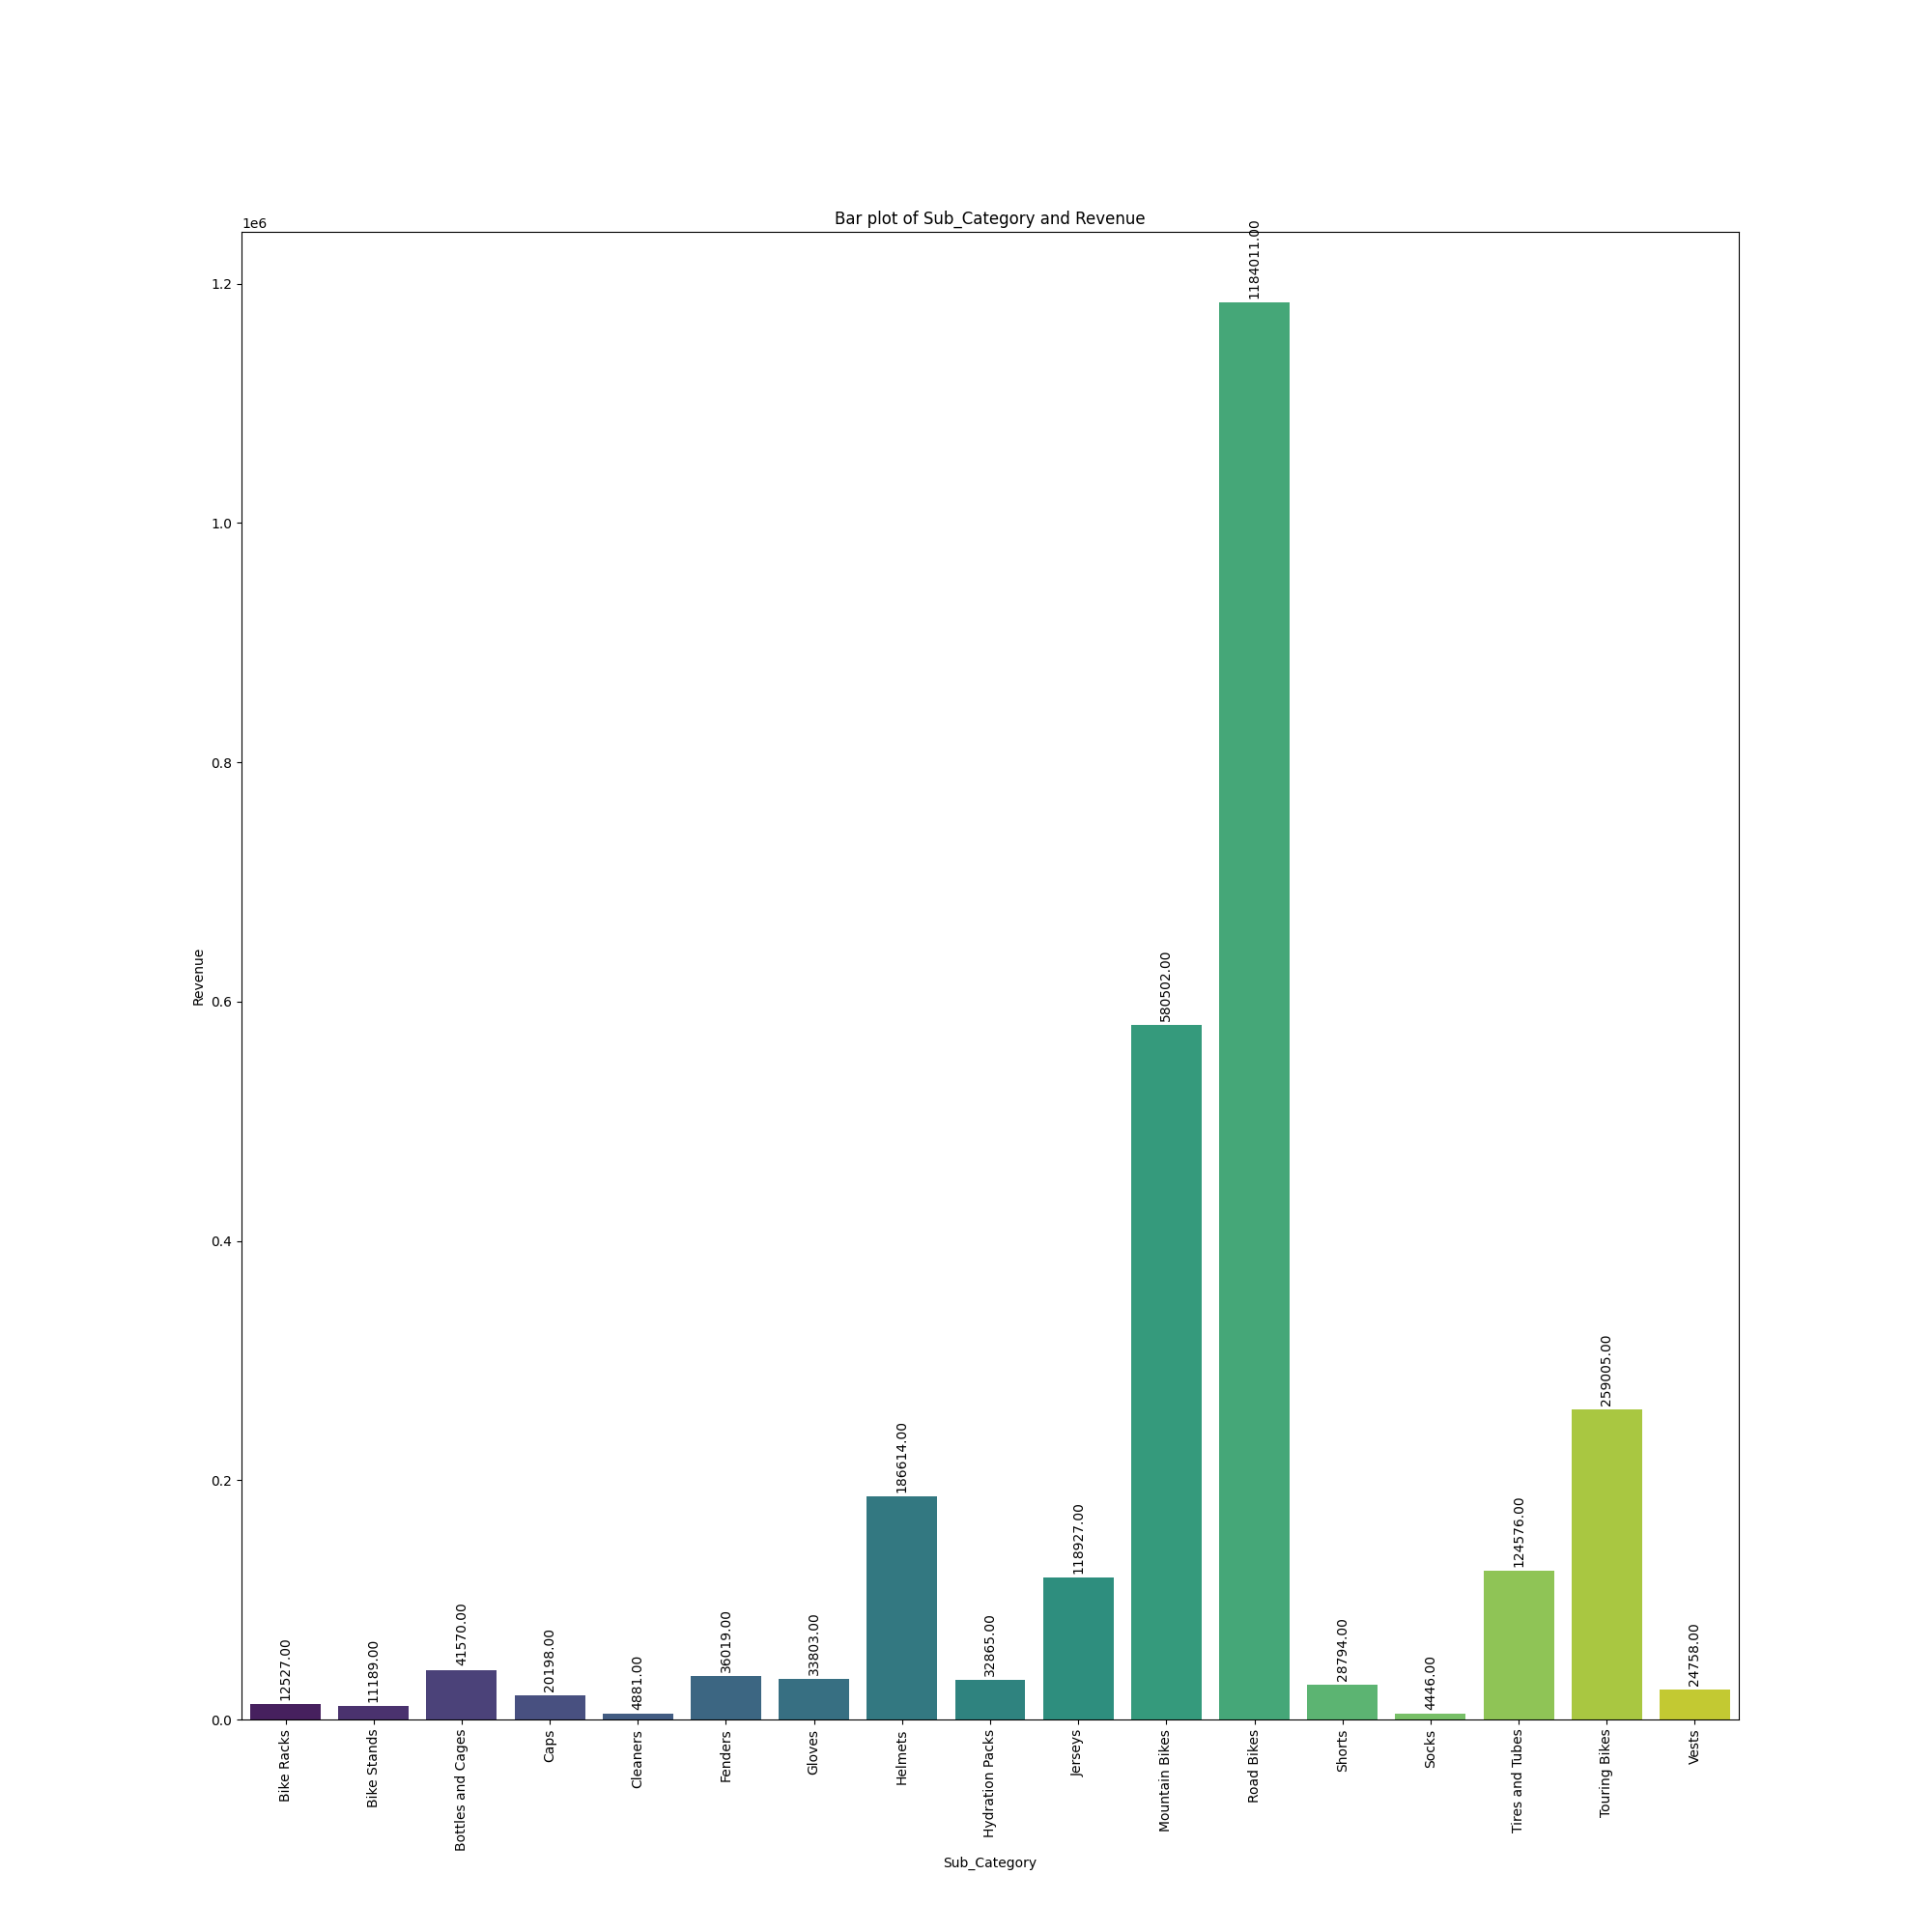 Bar plot of Sub_Category and Revenue
1e6
1.2
1.0
0.8
0.6
0.4
0.2
0.0
Revenue
12527.00
11189.00
41570.00
20198.00
4881.00
36019.00
33803.00
186614.00
32865.00
118927.00
580502.00
1184011.00
28794.00
4446.00
124576.00
259005.00
24758.00
Bike Racks
Bike Stands
Bottles and Cages
Caps
Cleaners
Fenders
Gloves
Helmets
Hydration Packs
Jerseys
Mountain Bikes
Road Bikes
Shorts
Socks
Tires and Tubes
Touring Bikes
Vests
Sub_Category